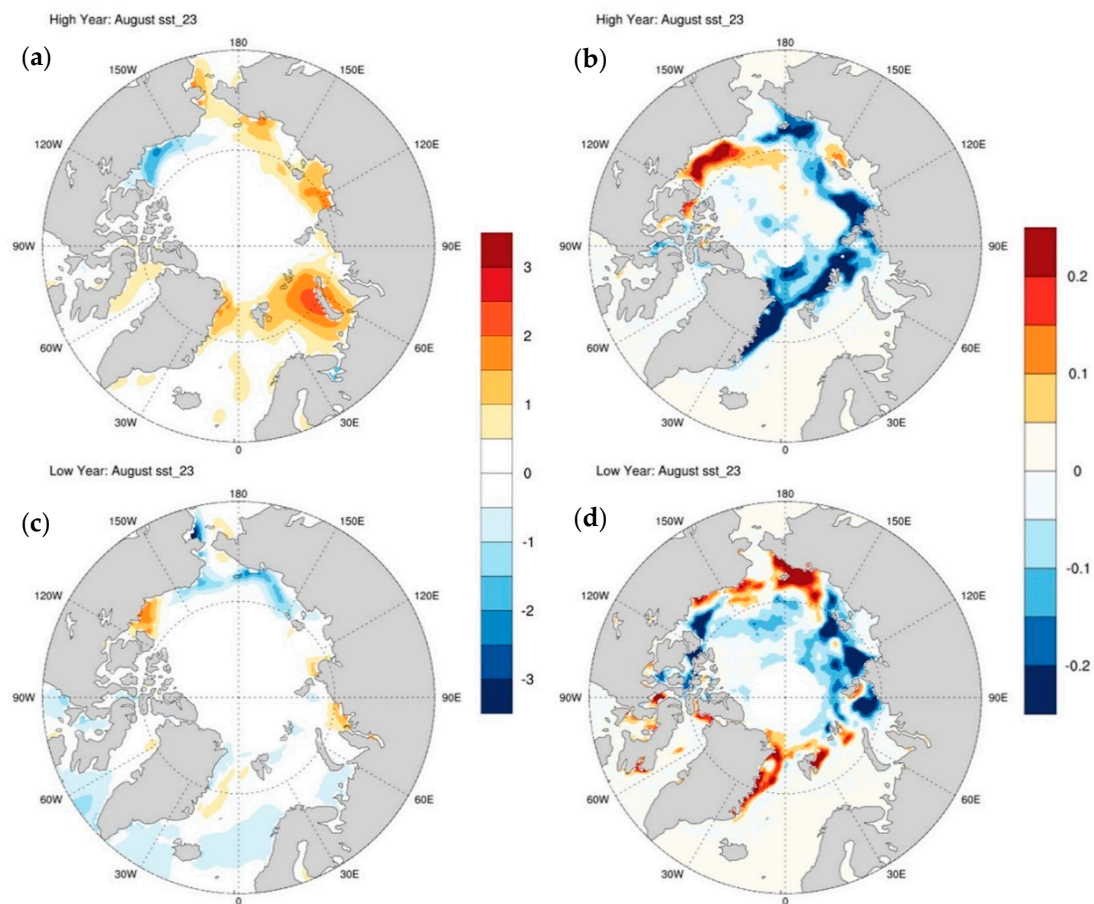 High Year: August sst_23
High Year: August sst_23
(a)
(b)
180
150W
150E
120W
120E
90W
90E
60W
60E
30W
30E
0
180
150W
150E
120W
120E
90W
90E
60W
60E
30W
30E
0
Low Year: August sst_23
Low Year: August sst_23
(c)
(d)
180
150W
150E
120W
120E
90W
90E
60W
60E
30W
30E
0
180
150W
150E
120W
120E
90W
90E
60W
60E
30W
30E
0
3
2
1
0
-1
-2
-3
0.2
0.1
0
-0.1
-0.2